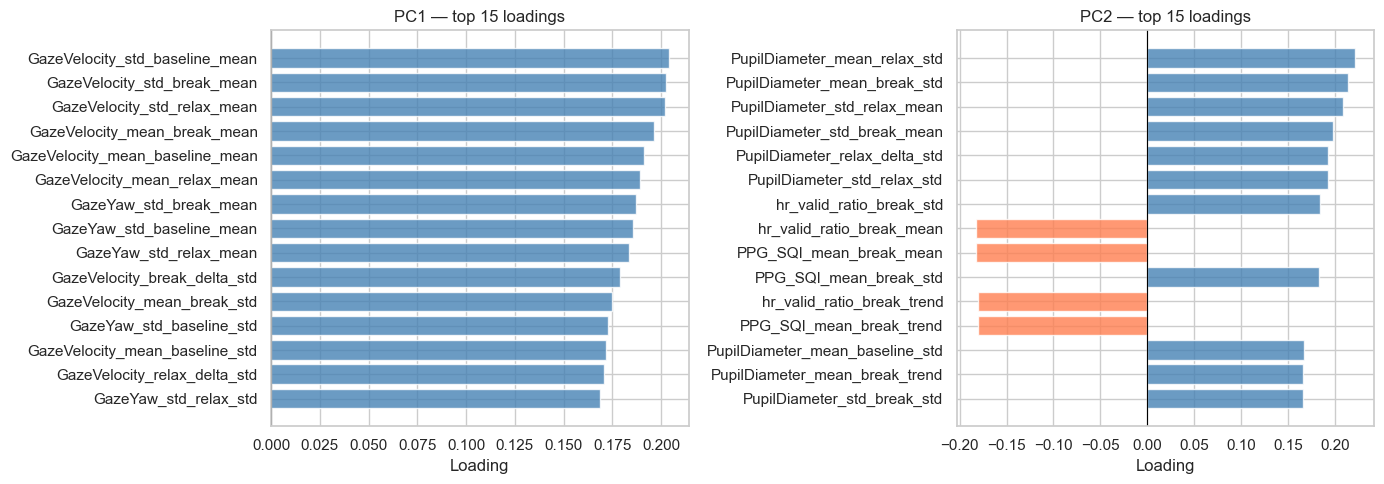 PC1 — top 15 loadings
GazeVelocity_std_baseline_mean
GazeVelocity_std_break_mean
GazeVelocity_std_relax_mean
GazeVelocity_mean_break_mean
GazeVelocity_mean_baseline_mean
GazeVelocity_mean_relax_mean
GazeYaw_std_break_mean
GazeYaw_std_baseline_mean
GazeYaw_std_relax_mean
GazeVelocity_break_delta_std
GazeVelocity_mean_break_std
GazeYaw_std_baseline_std
GazeVelocity_mean_baseline_std
GazeVelocity_relax_delta_std
GazeYaw_std_relax_std
0.000 0.025 0.050 0.075 0.100 0.125 0.150 0.175 0.200
Loading
PC2 — top 15 loadings
PupilDiameter_mean_relax_std
PupilDiameter_mean_break_std
PupilDiameter_std_relax_mean
PupilDiameter_std_break_mean
PupilDiameter_relax_delta_std
PupilDiameter_std_relax_std
hr_valid_ratio_break_std
hr_valid_ratio_break_mean
PPG_SQI_mean_break_mean
PPG_SQI_mean_break_std
hr_valid_ratio_break_trend
PPG_SQI_mean_break_trend
PupilDiameter_mean_baseline_std
PupilDiameter_mean_break_trend
PupilDiameter_std_break_std
−0.20 −0.15 −0.10 −0.05 0.00 0.05 0.10 0.15 0.20
Loading